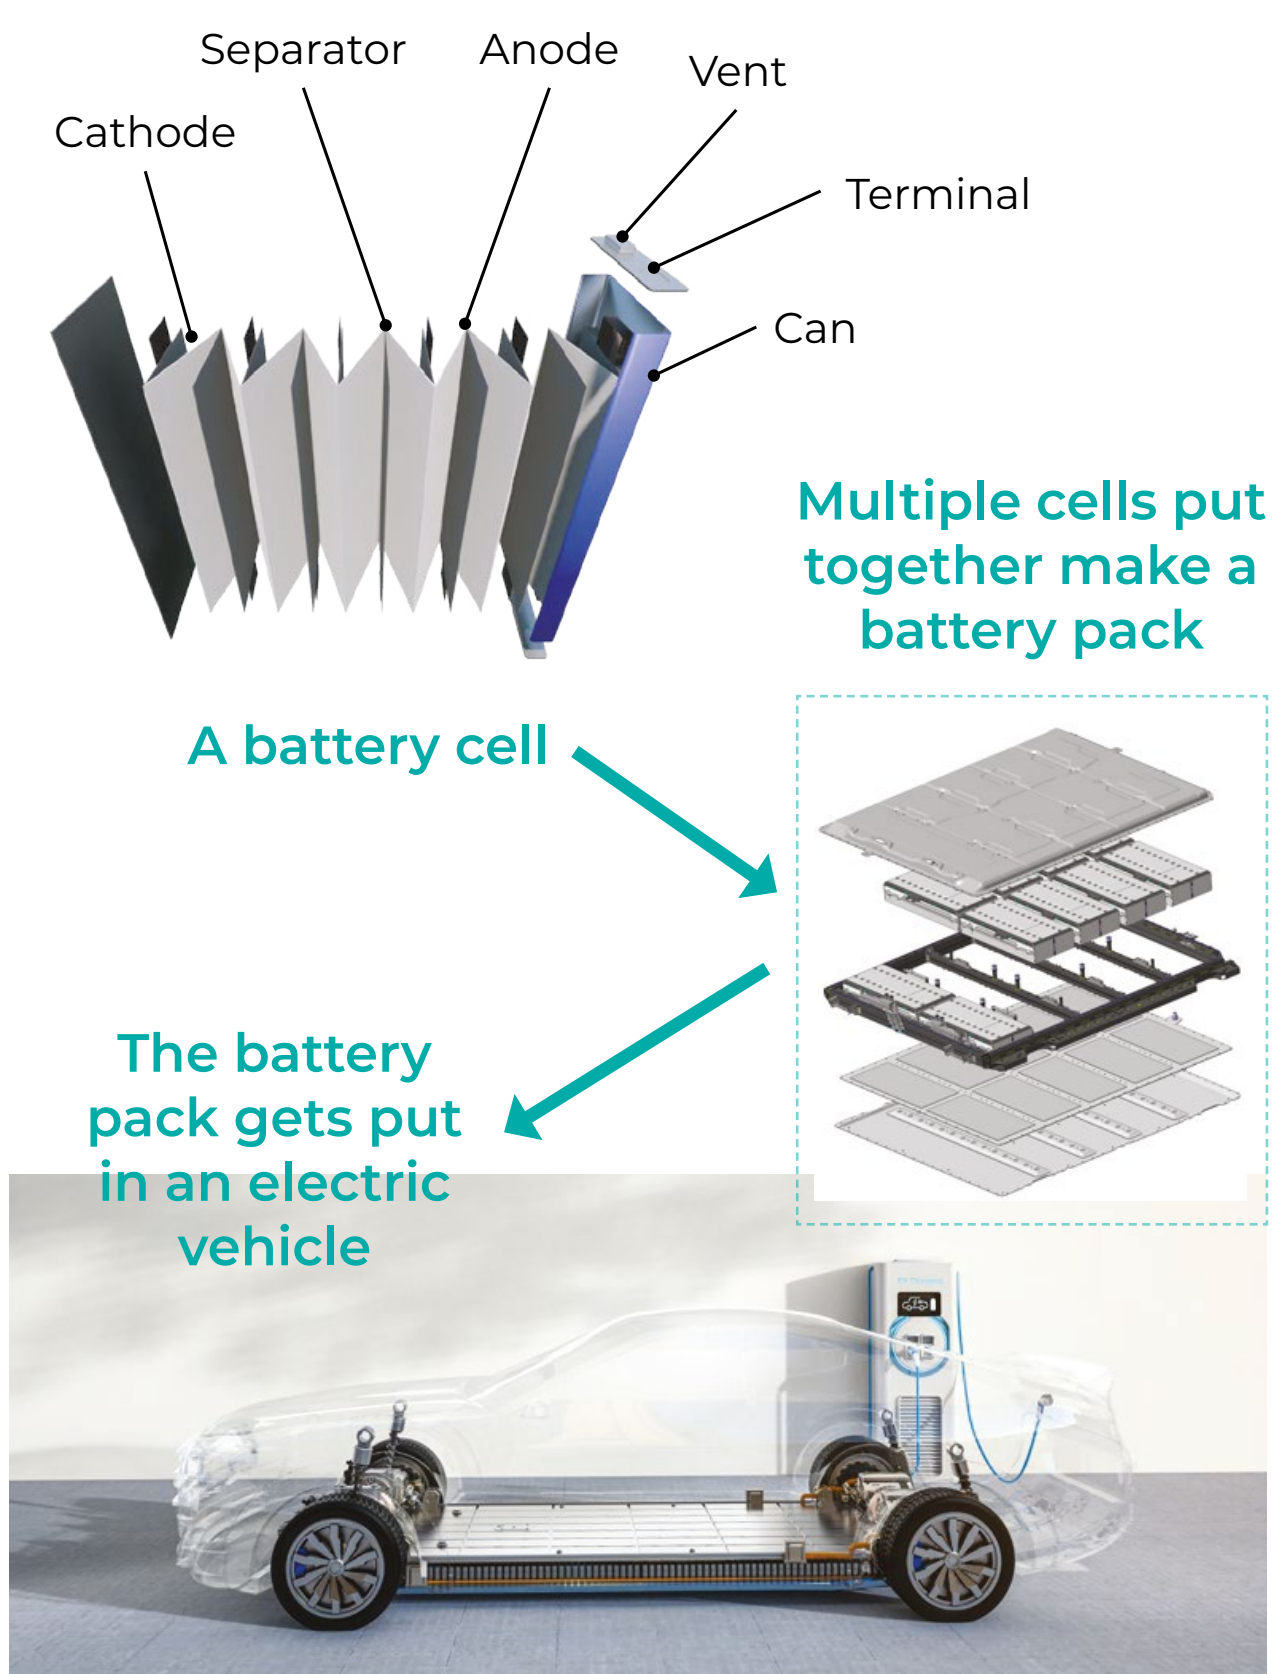 Separator
Anode
Vent
Cathode
Terminal
Can
Multiple cells put
together make a
battery pack
A battery cell
The battery
pack gets put
in an electric
vehicle